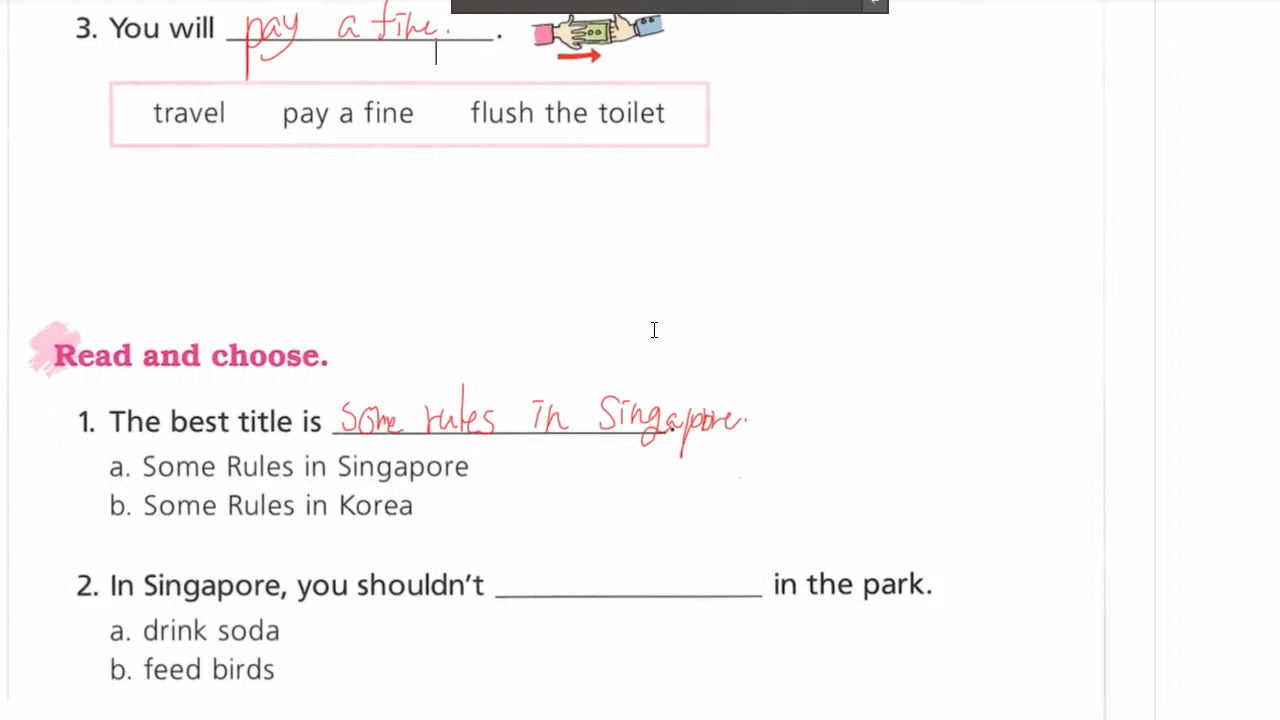 3. You will pay a fine. .
travel pay a fine flush the toilet
Read and choose.
1. The best title is Some rules in Singapore. .
a. Some Rules in Singapore
b. Some Rules in Korea
2. In Singapore, you shouldn't ____________ in the park.
a. drink soda
b. feed birds